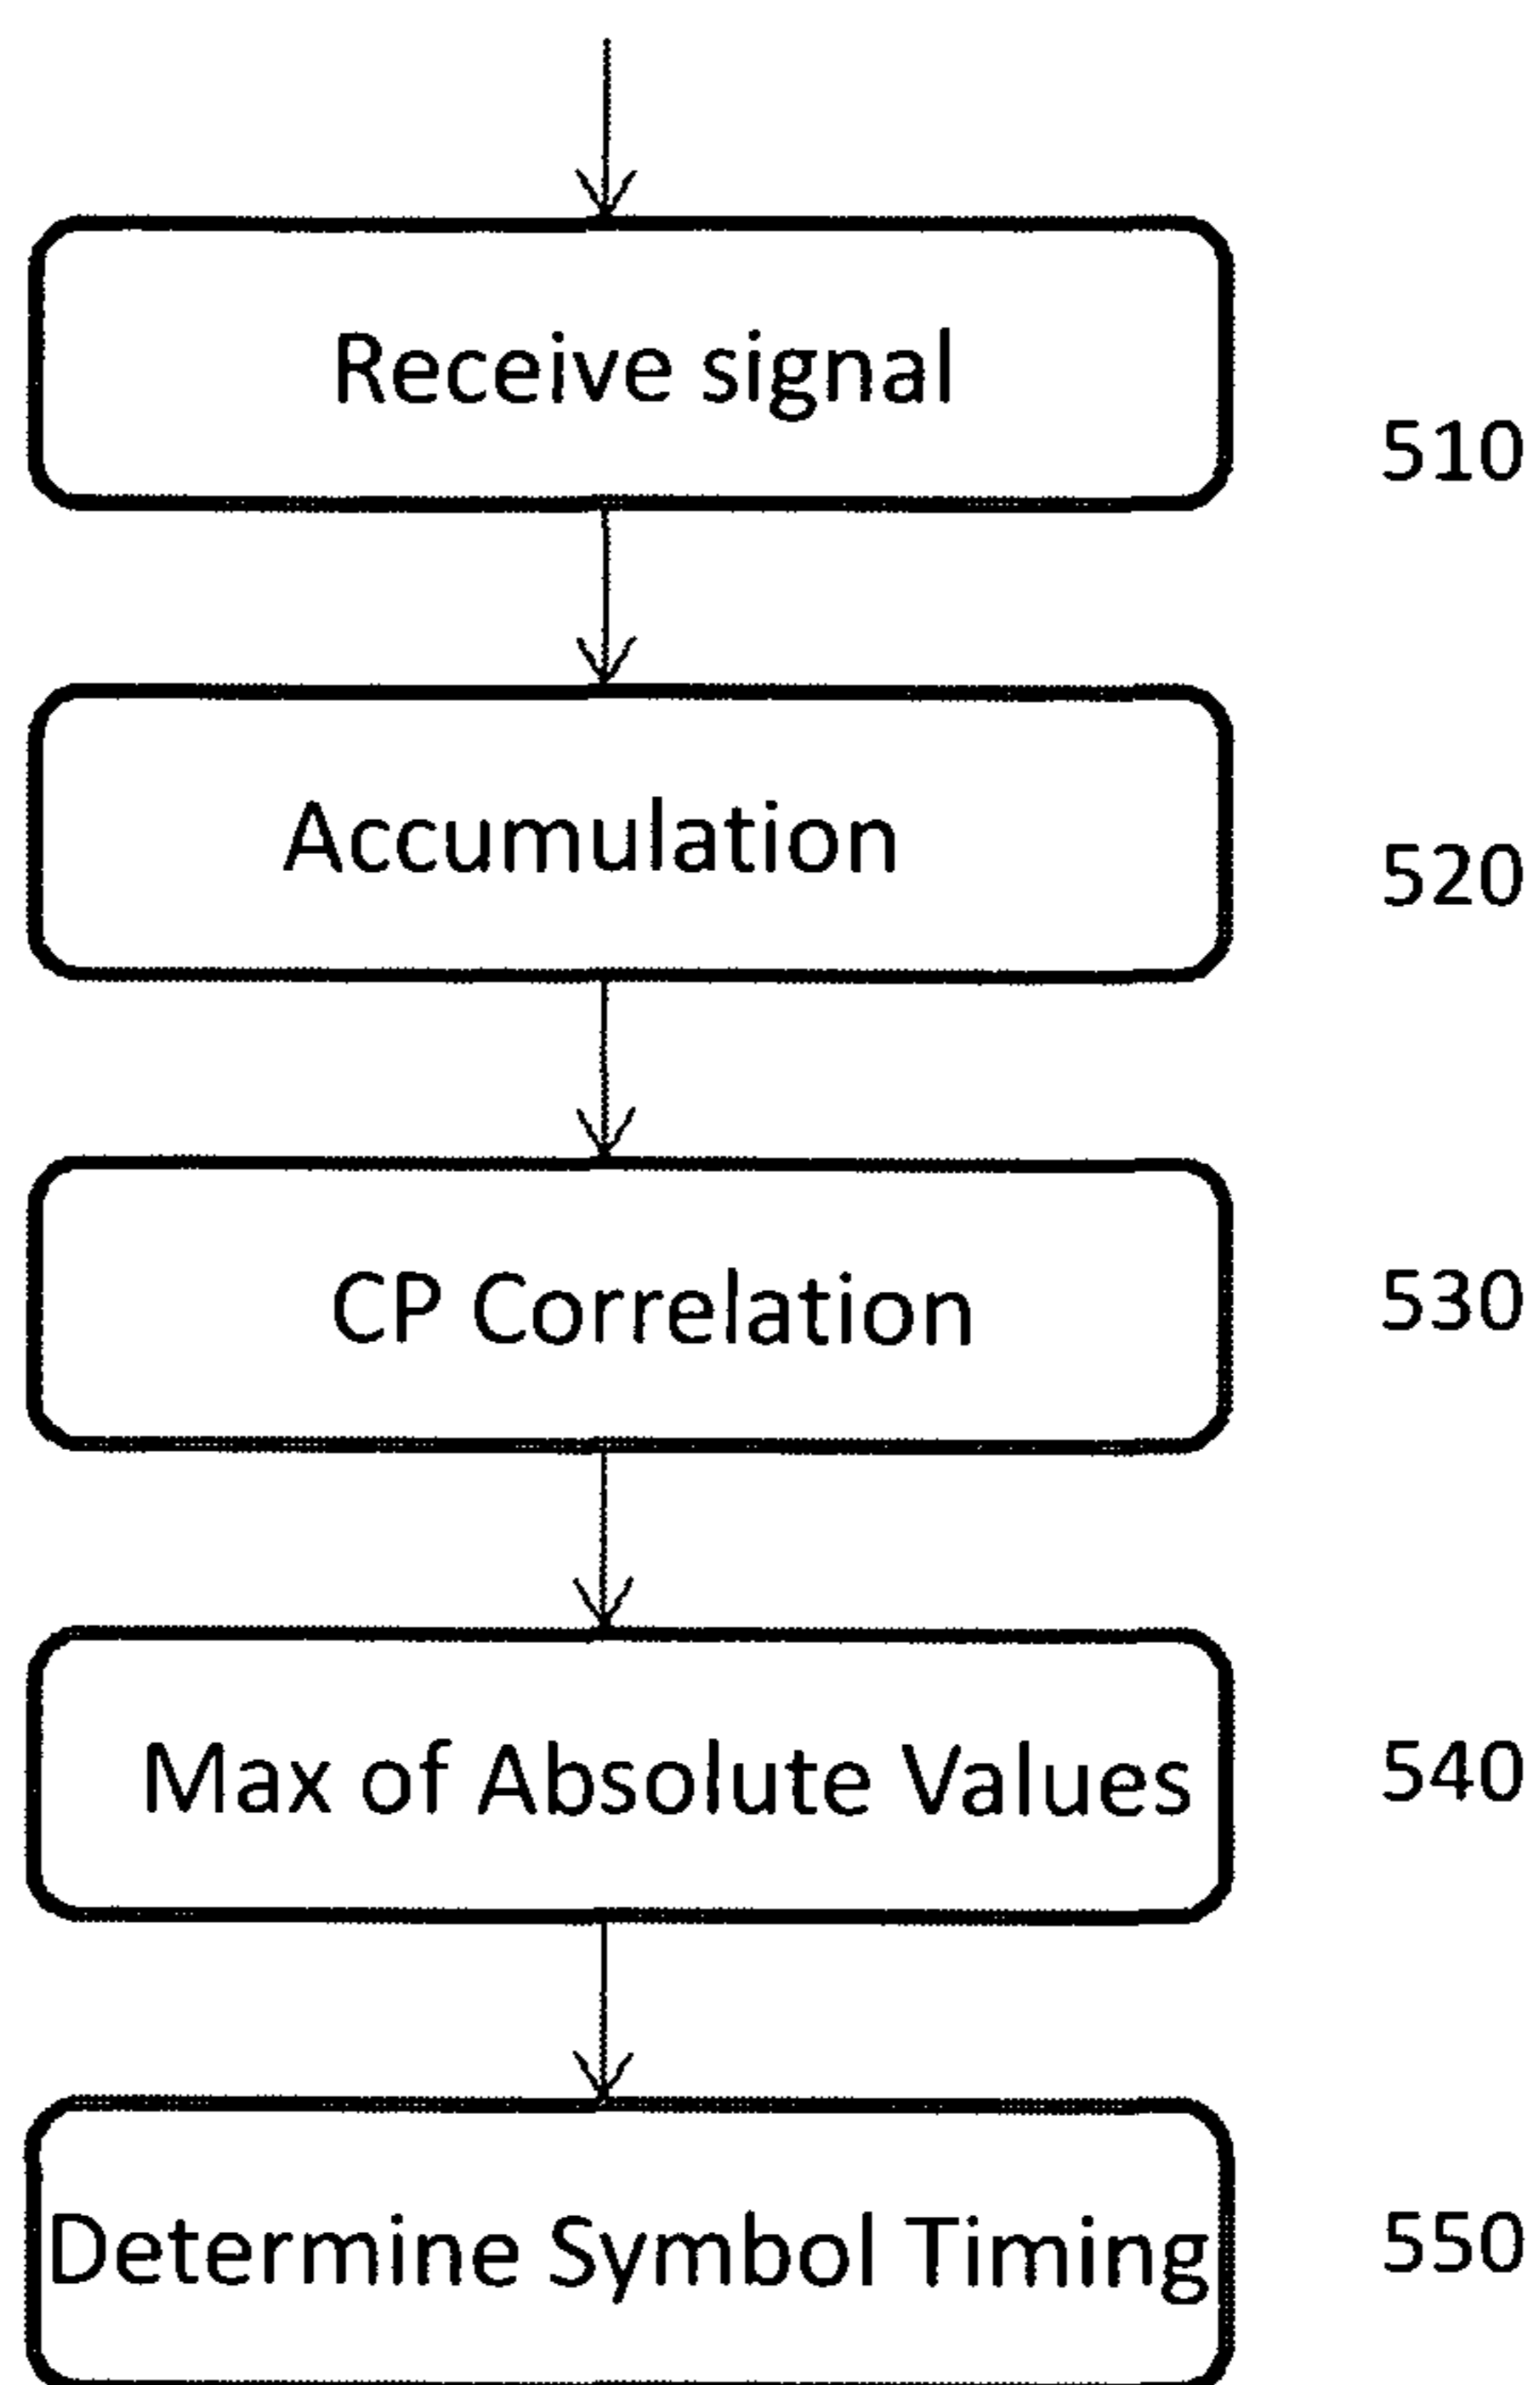 Receive signal
510
Accumulation
520
CP Correlation
530
Max of Absolute Values
540
Determine Symbol Timing
550